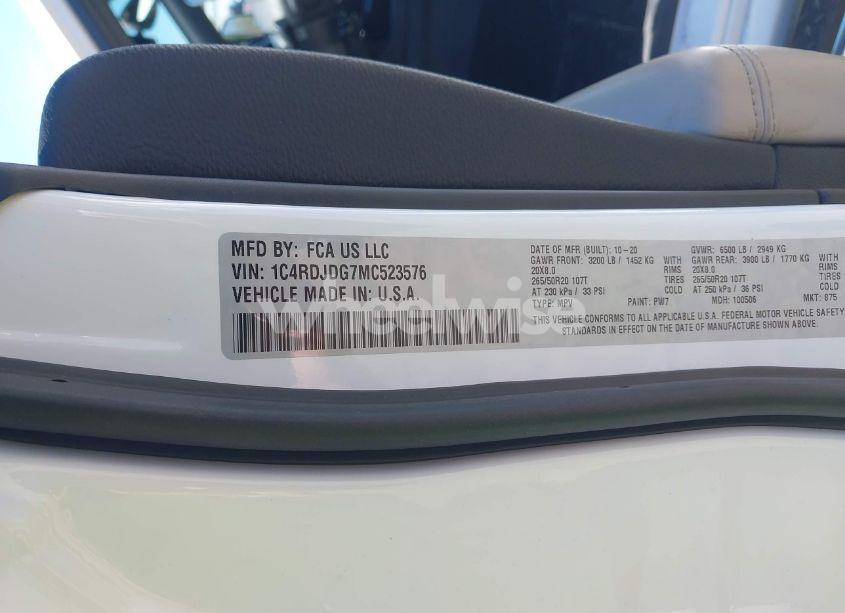 MFD BY: FCA US LLC
VIN: 1C4RDJDG7MC523576
VEHICLE MADE IN: U.S.A.
DATE OF MFR (BUILT): 10-20 GVWR: 6500 LB / 2949 KG
GAWR FRONT: 3200 LB / 1452 KG WITH GAWR REAR: 3900 LB / 1770 KG WITH
20X8.0 RIMS 20X8.0 RIMS
265/50R20 107T TIRES 265/50R20 107T TIRES
AT 230 kPa / 33 PSI COLD AT 250 kPa / 36 PSI COLD
TYPE: MPV PAINT: PW7 MDH: 100506 MKT: 875
THIS VEHICLE CONFORMS TO ALL APPLICABLE U.S.A. FEDERAL MOTOR VEHICLE SAFETY
STANDARDS IN EFFECT ON THE DATE OF MANUFACTURE SHOWN ABOVE.
wheelwise